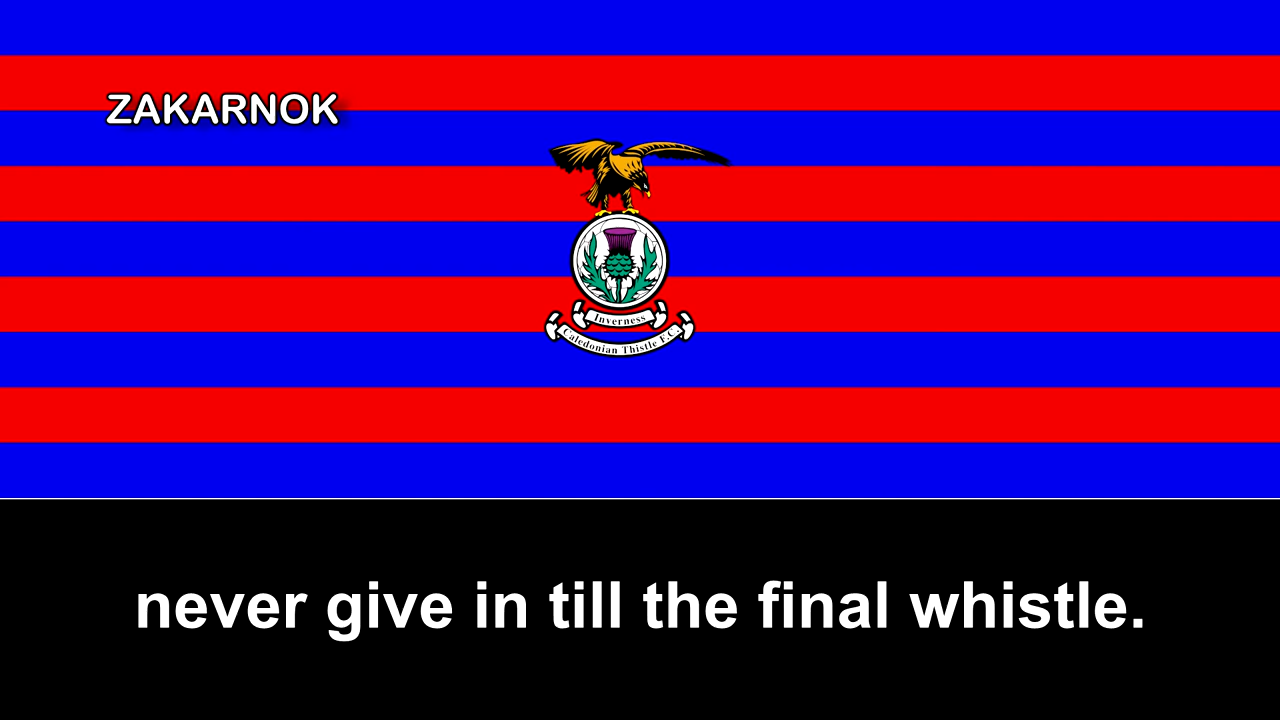 ZAKARNOK
Inverness
Caledonian Thistle F.C.
never give in till the final whistle.